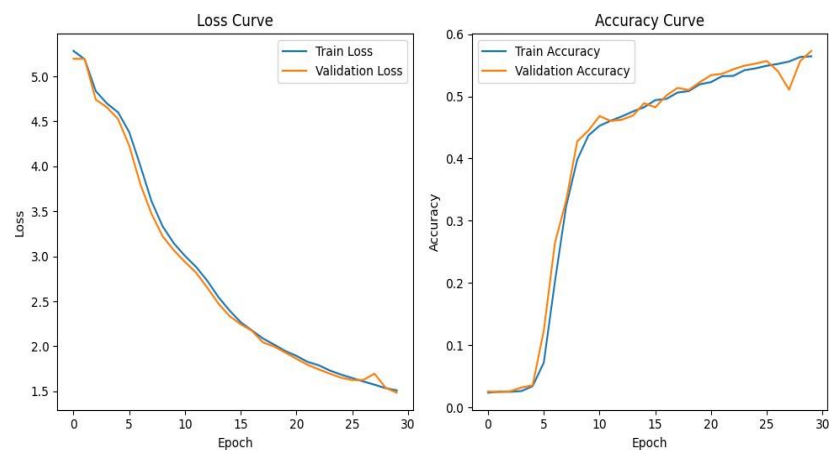 Loss Curve
Train Loss
Validation Loss
5.0
4.5
4.0
3.5
3.0
2.5
2.0
1.5
Loss
0 5 10 15 20 25 30
Epoch
Accuracy Curve
Train Accuracy
Validation Accuracy
0.6
0.5
0.4
0.3
0.2
0.1
0.0
Accuracy
0 5 10 15 20 25 30
Epoch